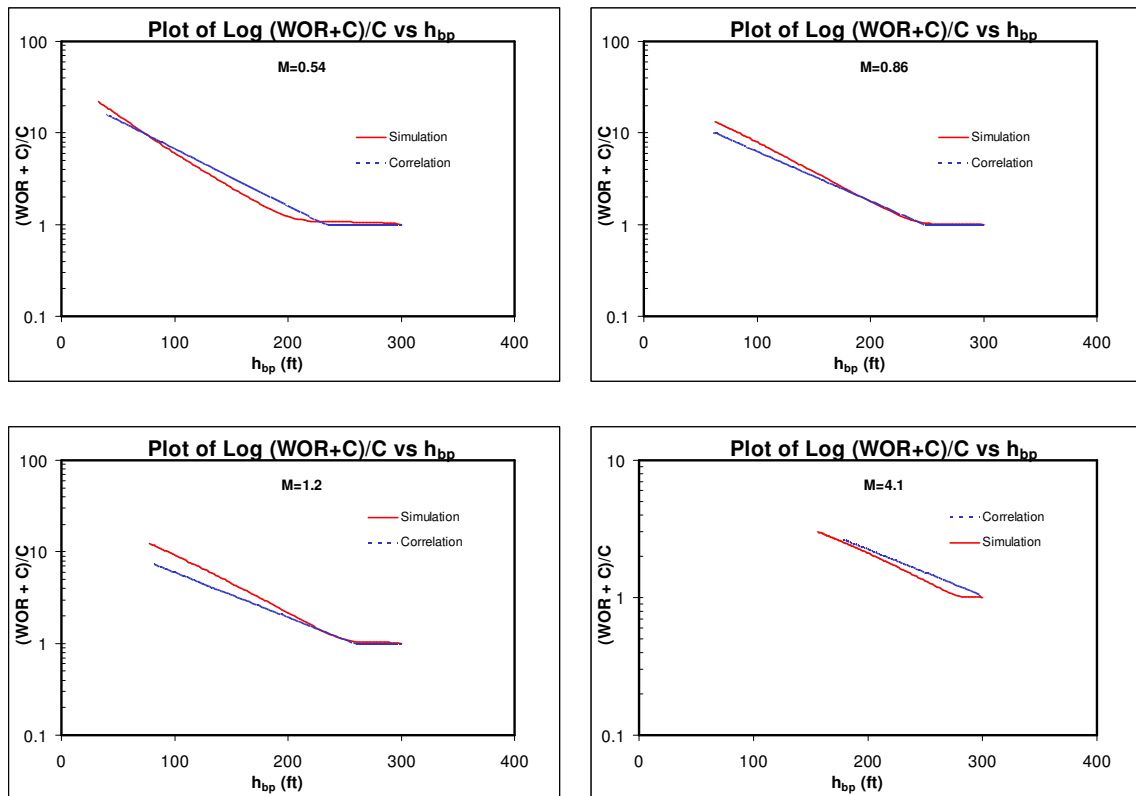 Plot of Log (WOR+C)/C vs hbp
M=0.54
100
10
1
0.1
(WOR + C)/C
Simulation
Correlation
0 100 200 300 400
hbp (ft)
Plot of Log (WOR+C)/C vs hbp
M=0.86
100
10
1
0.1
(WOR + C)/C
Simulation
Correlation
0 100 200 300 400
hbp (ft)
Plot of Log (WOR+C)/C vs hbp
M=1.2
100
10
1
0.1
(WOR + C)/C
Simulation
Correlation
0 100 200 300 400
hbp (ft)
Plot of Log (WOR+C)/C vs hbp
M=4.1
10
1
0.1
(WOR + C)/C
Correlation
Simulation
0 100 200 300 400
hbp (ft)